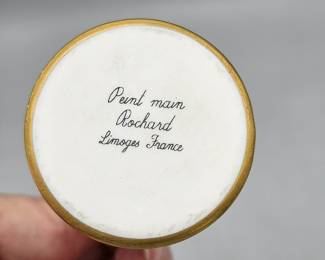 Peint main
Rochard
Limoges France